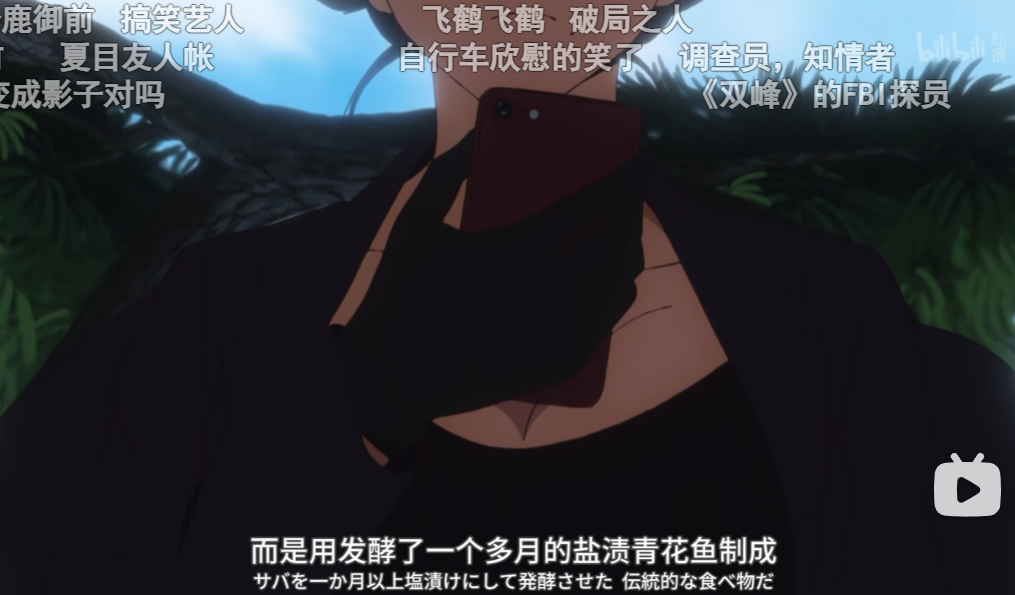 鹿御前 搞笑艺人 飞鹤飞鹤 破局之人
夏目友人帐 自行车欣慰的笑了 调查员，知情者
变成影子对吗 《双峰》的FBI探员
bilibili
而是用发酵了一个多月的盐渍青花鱼制成
サバを一か月以上塩漬けにして発酵させた 伝統的な食べ物だ